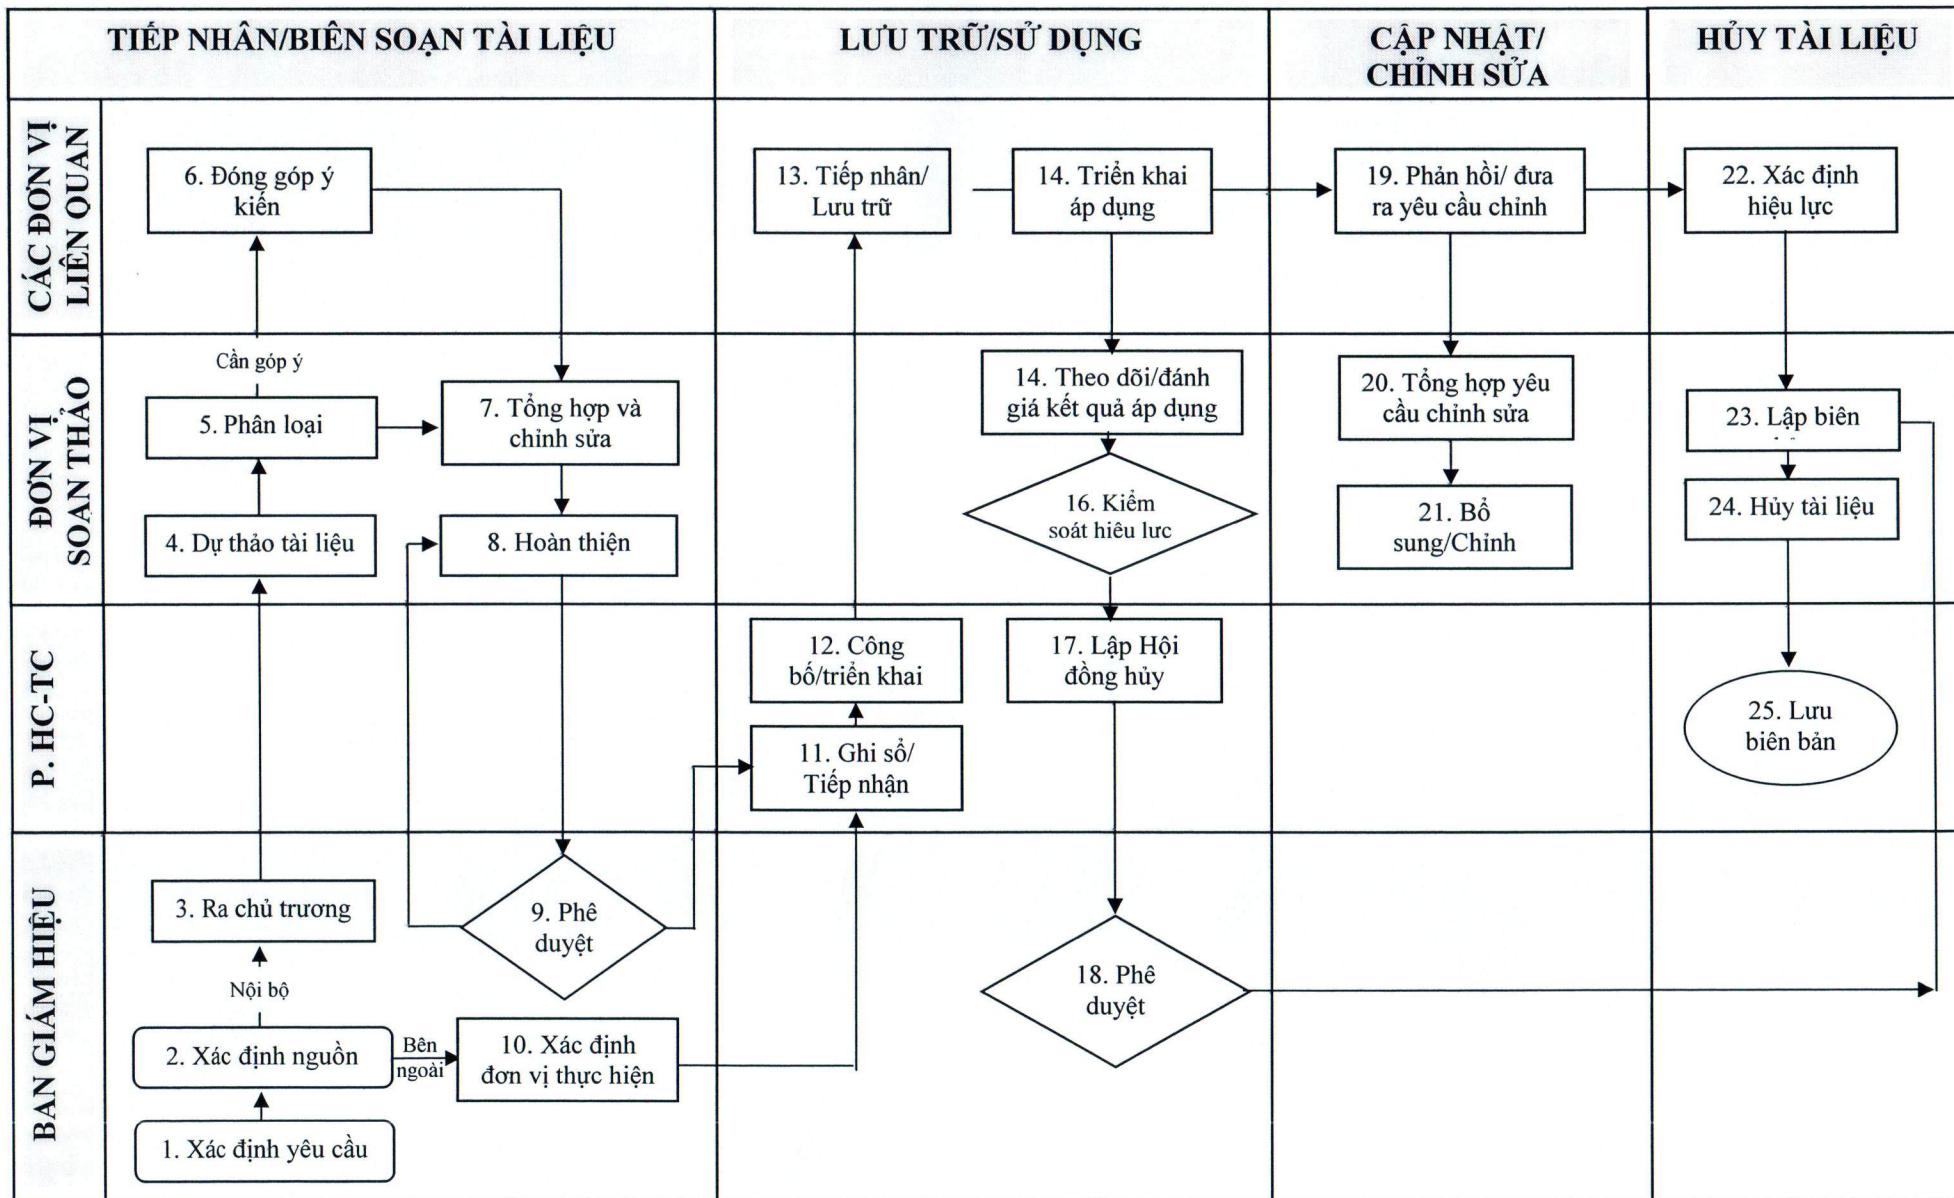 TIẾP NHÂN/BIÊN SOẠN TÀI LIỆU
LƯU TRỮ/SỬ DỤNG
CẬP NHẬT/
CHỈNH SỬA
HỦY TÀI LIỆU
CÁC ĐƠN VỊ
LIÊN QUAN
6. Đóng góp ý
kiến
13. Tiếp nhân/
Lưu trữ
14. Triển khai
áp dụng
19. Phản hồi/ đưa
ra yêu cầu chỉnh
22. Xác định
hiệu lực
ĐƠN VỊ
SOẠN THẢO
Cần góp ý
5. Phân loại
7. Tổng hợp và
chỉnh sửa
4. Dự thảo tài liệu
8. Hoàn thiện
14. Theo dõi/đánh
giá kết quả áp dụng
16. Kiểm
soát hiêu lưc
20. Tổng hợp yêu
cầu chỉnh sửa
21. Bổ
sung/Chỉnh
23. Lập biên
24. Hủy tài liệu
P. HC-TC
12. Công
bố/triển khai
11. Ghi sổ/
Tiếp nhận
17. Lập Hội
đồng hủy
25. Lưu
biên bản
BAN GIÁM HIỆU
3. Ra chủ trương
Nội bộ
2. Xác định nguồn
Bên
ngoài
1. Xác định yêu cầu
9. Phê
duyệt
10. Xác định
đơn vị thực hiện
18. Phê
duyệt